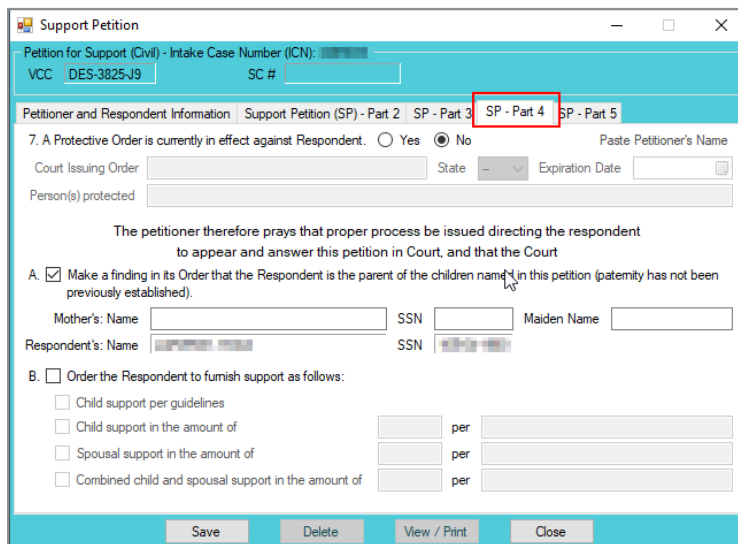 Support Petition
Petition for Support (Civil) - Intake Case Number (ICN):
VCC DES-3825-J9 SC #
Petitioner and Respondent Information Support Petition (SP) - Part 2 SP - Part 3 SP - Part 4 SP - Part 5
7. A Protective Order is currently in effect against Respondent. Yes No Paste Petitioner's Name
Court Issuing Order State -- Expiration Date
Person(s) protected
The petitioner therefore prays that proper process be issued directing the respondent
to appear and answer this petition in Court, and that the Court
A. Make a finding in its Order that the Respondent is the parent of the children named in this petition (paternity has not been
previously established).
Mother's: Name SSN Maiden Name
Respondent's: Name SSN
B. Order the Respondent to furnish support as follows:
Child support per guidelines
Child support in the amount of per
Spousal support in the amount of per
Combined child and spousal support in the amount of per
Save Delete View / Print Close